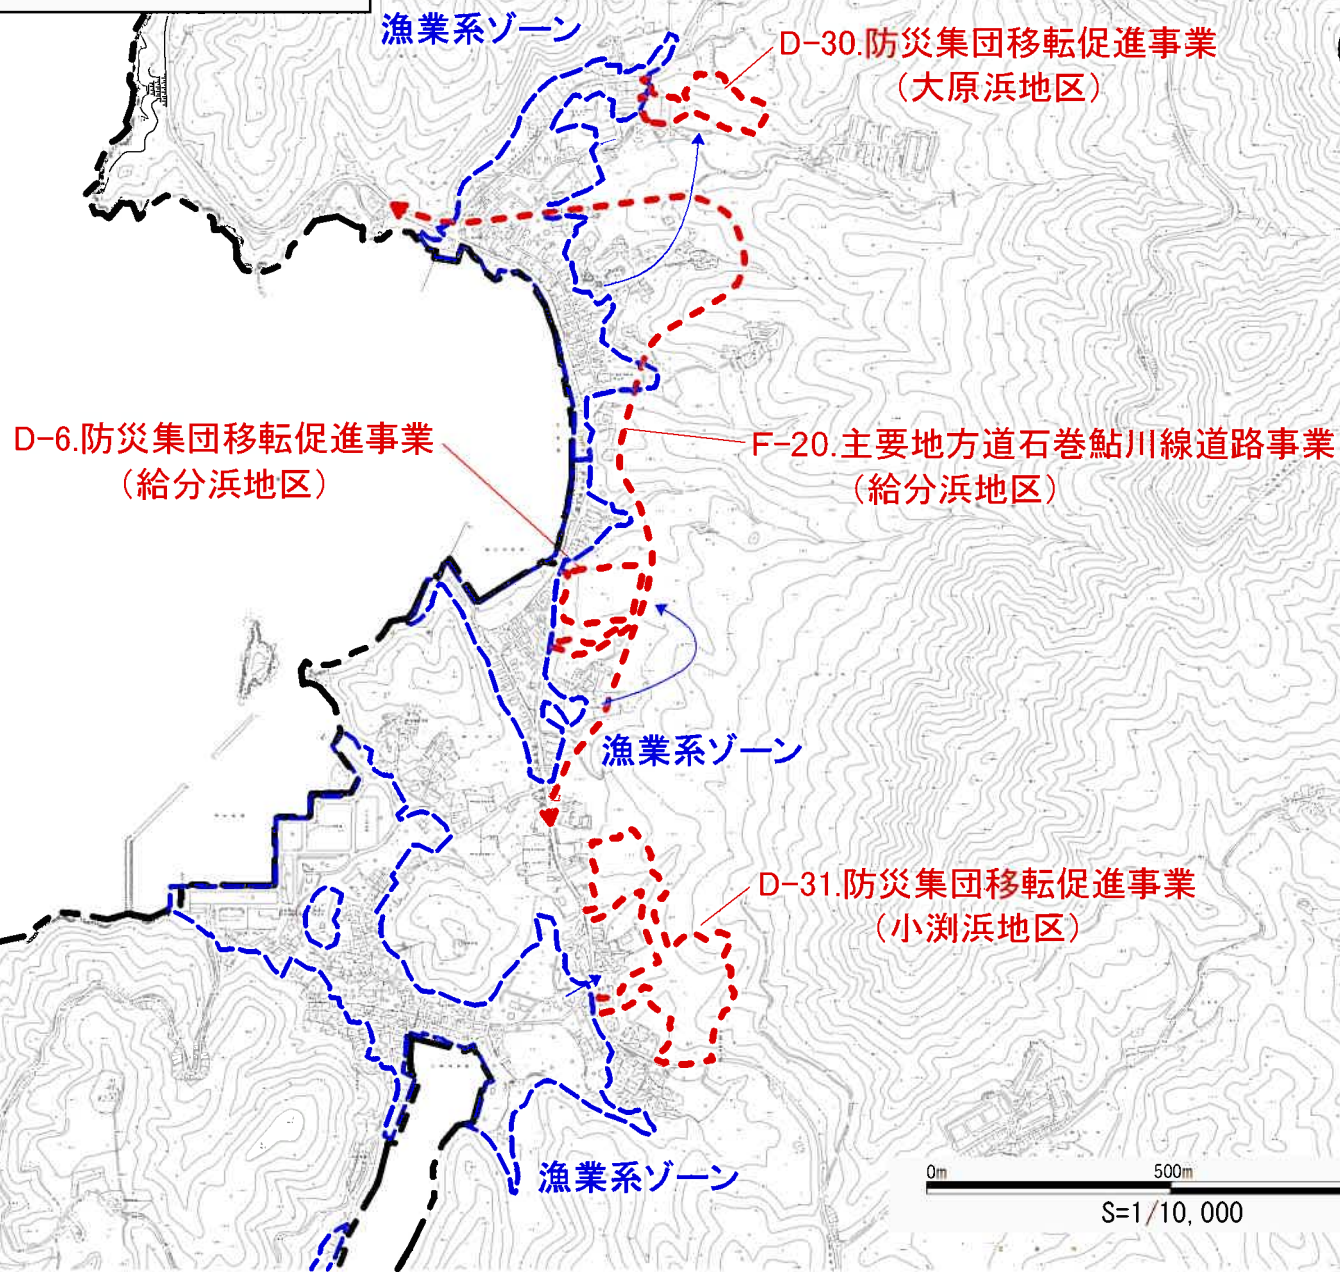 漁業系ゾーン
D-30.防災集団移転促進事業
(大原浜地区)
D-6.防災集団移転促進事業
(給分浜地区)
F-20.主要地方道石巻鮎川線道路事業
(給分浜地区)
漁業系ゾーン
D-31.防災集団移転促進事業
(小渕浜地区)
漁業系ゾーン
0m 500m
S=1/10,000